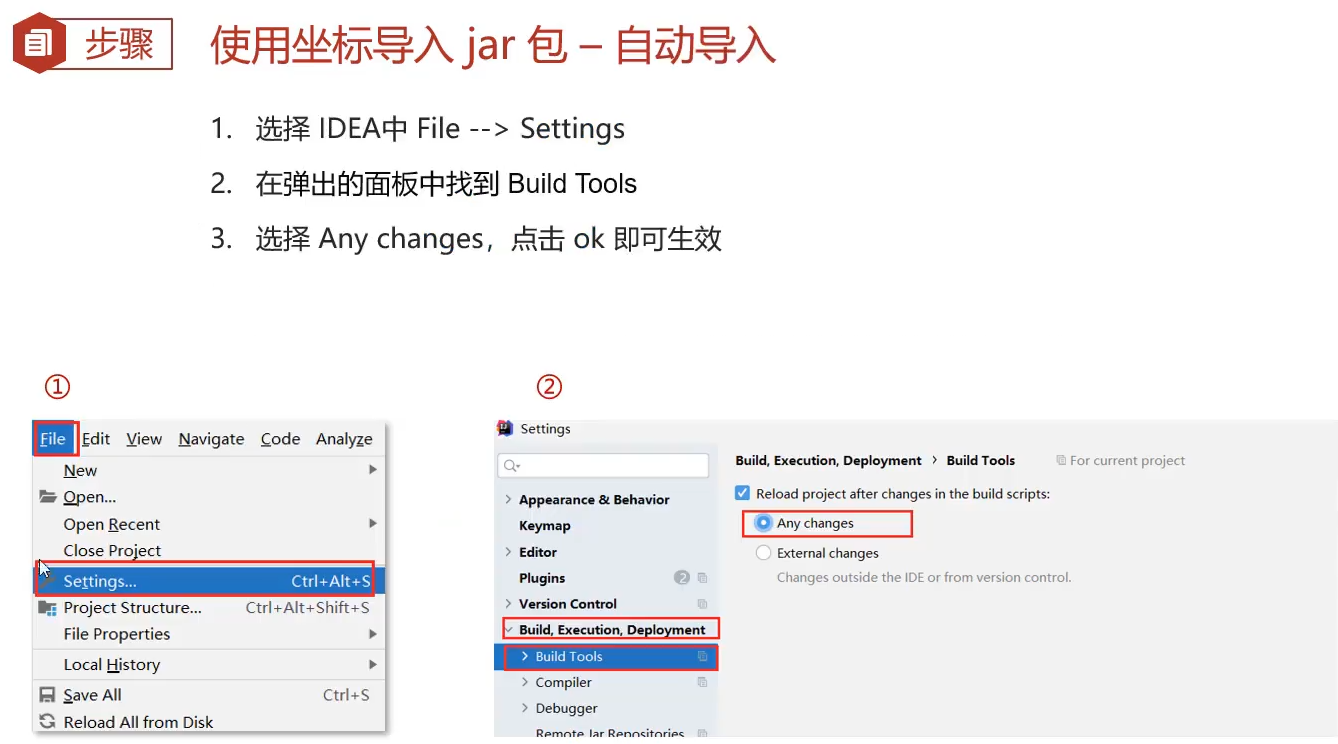 步骤
使用坐标导入 jar 包 – 自动导入
1. 选择 IDEA中 File --> Settings
2. 在弹出的面板中找到 Build Tools
3. 选择 Any changes，点击 ok 即可生效
①
File Edit View Navigate Code Analyze
New
Open...
Open Recent
Close Project
Settings... Ctrl+Alt+S
Project Structure... Ctrl+Alt+Shift+S
File Properties
Local History
Save All Ctrl+S
Reload All from Disk
②
Settings
Appearance & Behavior
Keymap
Editor
Plugins 2
Version Control
Build, Execution, Deployment
Build Tools
Compiler
Debugger
Remote Jar Repositories
Build, Execution, Deployment › Build Tools For current project
Reload project after changes in the build scripts:
Any changes
External changes
Changes outside the IDE or from version control.